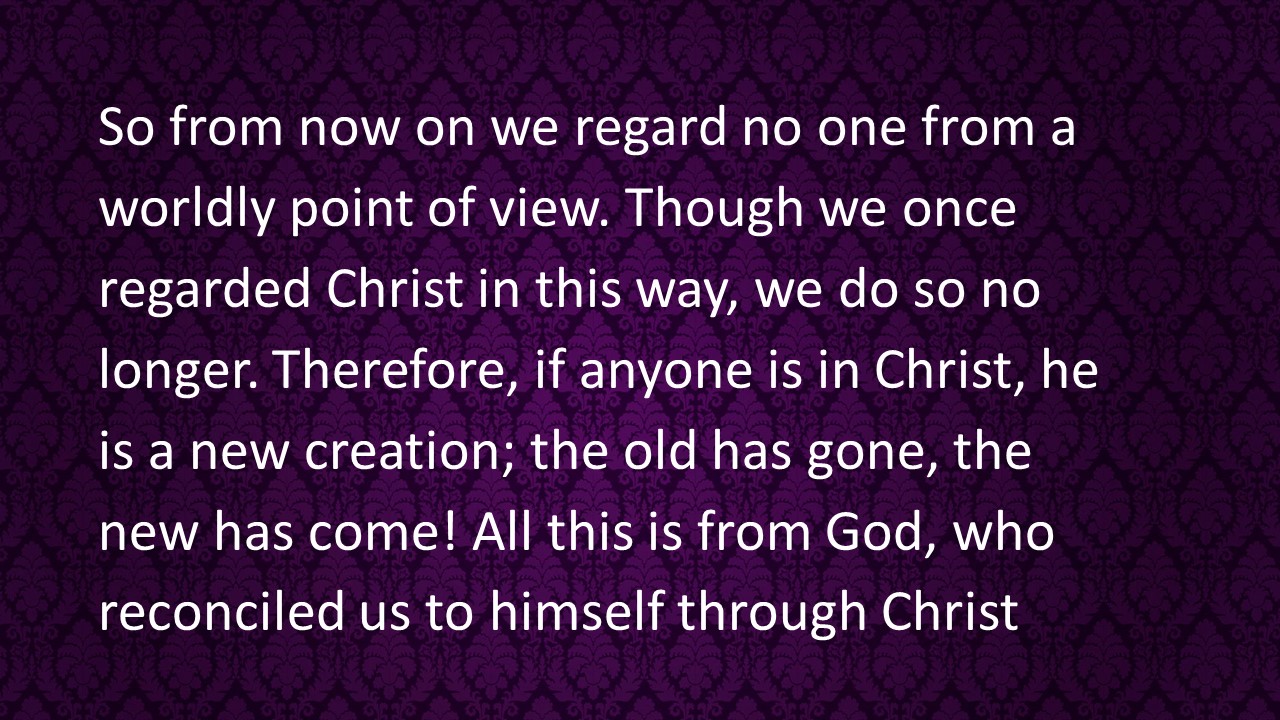 So from now on we regard no one from a
worldly point of view. Though we once
regarded Christ in this way, we do so no
longer. Therefore, if anyone is in Christ, he
is a new creation; the old has gone, the
new has come! All this is from God, who
reconciled us to himself through Christ